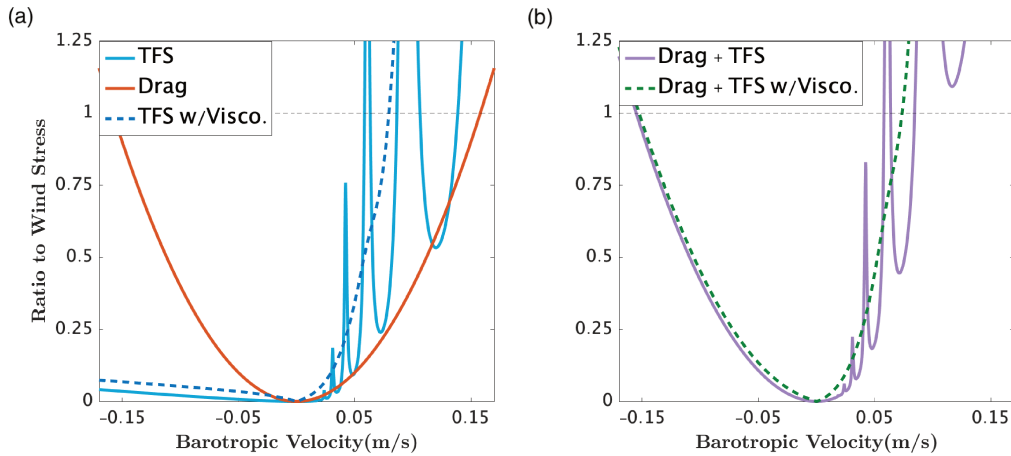 (a)
1.25
1
0.75
0.5
0.25
0
Ratio to Wind Stress
TFS
Drag
TFS w/Visco.
-0.15
-0.05
0.05
0.15
Barotropic Velocity(m/s)
(b)
1.25
1
0.75
0.5
0.25
0
Drag + TFS
Drag + TFS w/Visco.
-0.15
-0.05
0.05
0.15
Barotropic Velocity(m/s)